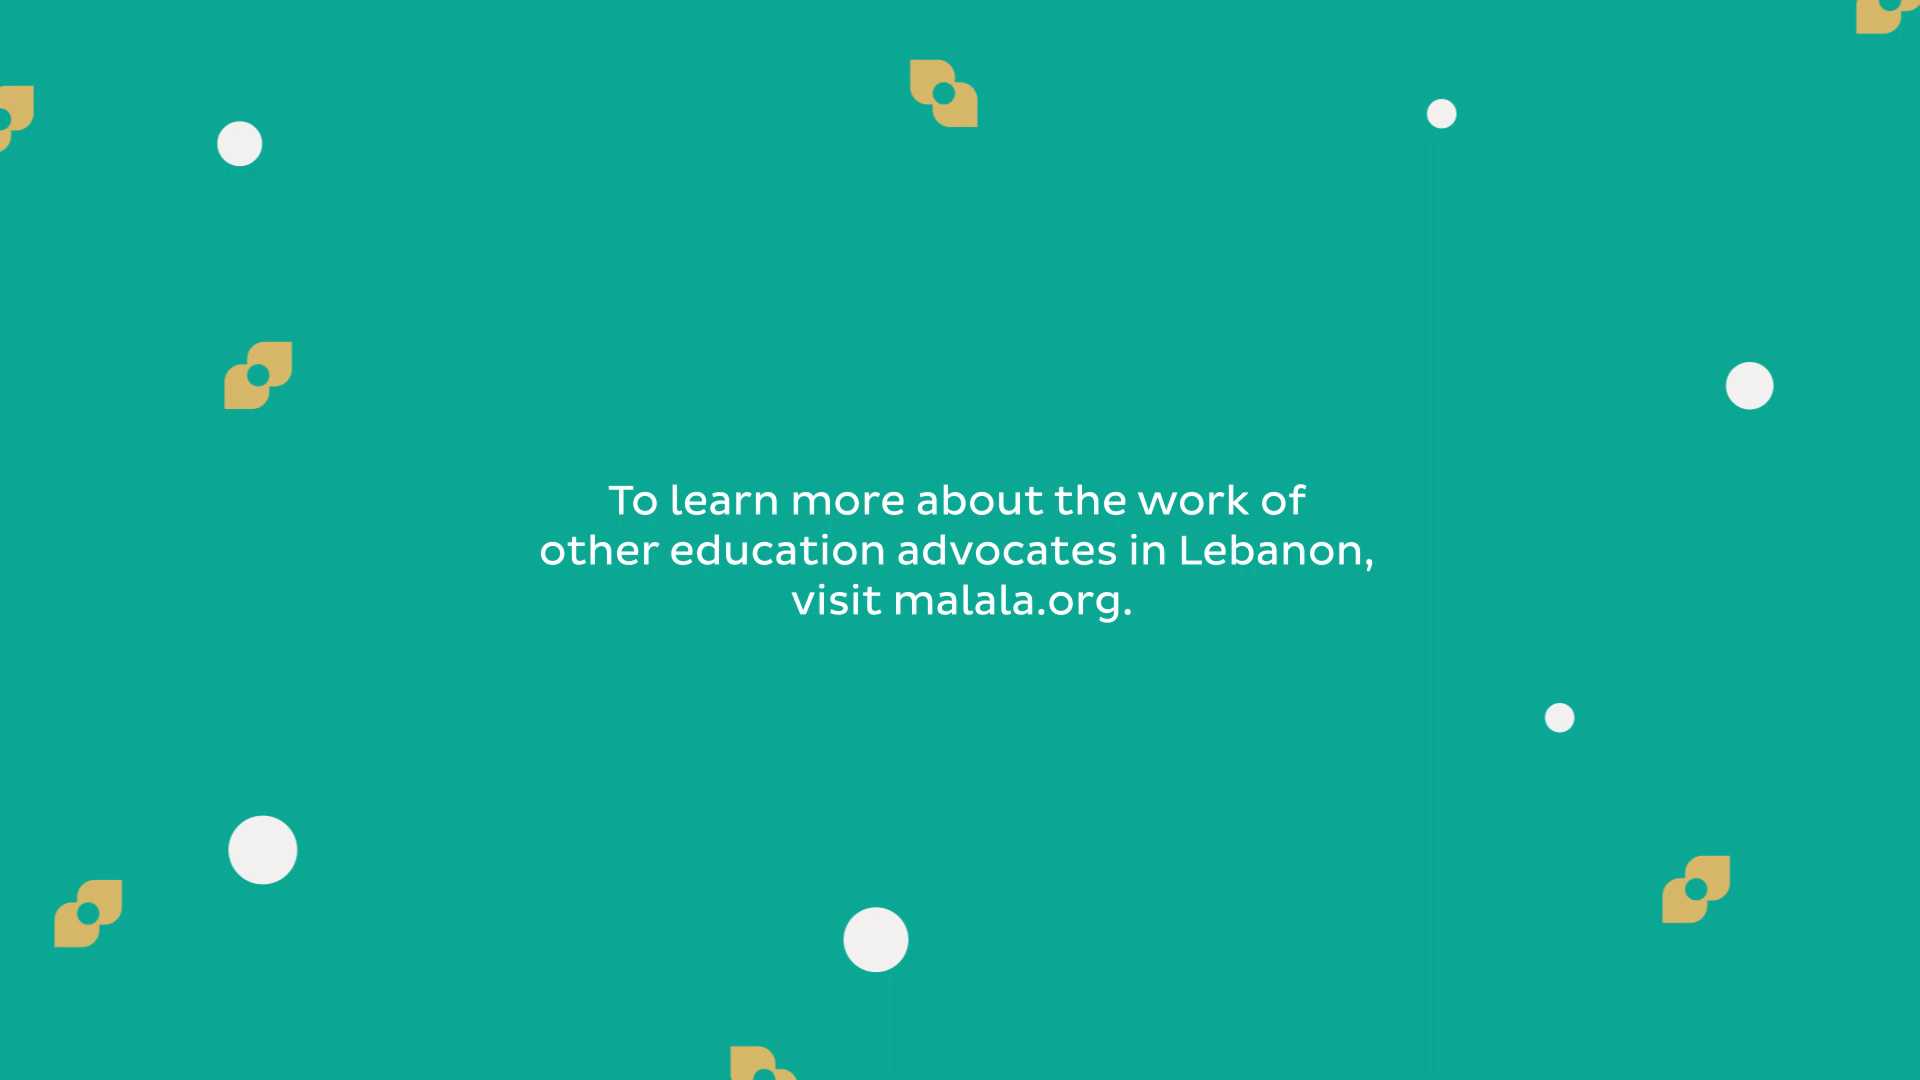 To learn more about the work of
other education advocates in Lebanon,
visit malala.org.